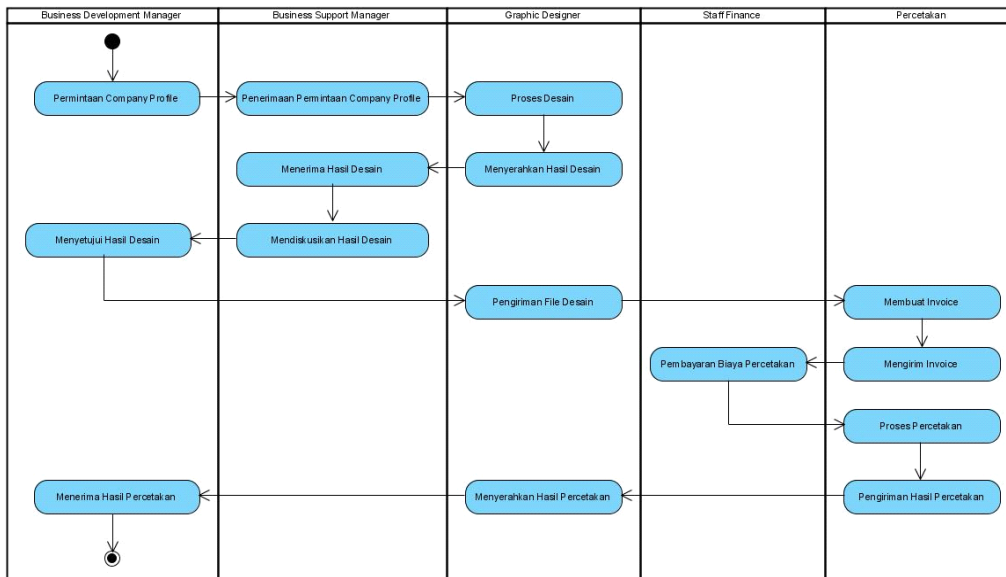 Business Development Manager
Business Support Manager
Graphic Designer
Staff Finance
Percetakan
Permintaan Company Profile
Penerimaan Permintaan Company Profile
Proses Desain
Menerima Hasil Desain
Menyerahkan Hasil Desain
Menyetujui Hasil Desain
Mendiskusikan Hasil Desain
Pengiriman File Desain
Membuat Invoice
Pembayaran Biaya Percetakan
Mengirim Invoice
Proses Percetakan
Menerima Hasil Percetakan
Menyerahkan Hasil Percetakan
Pengiriman Hasil Percetakan